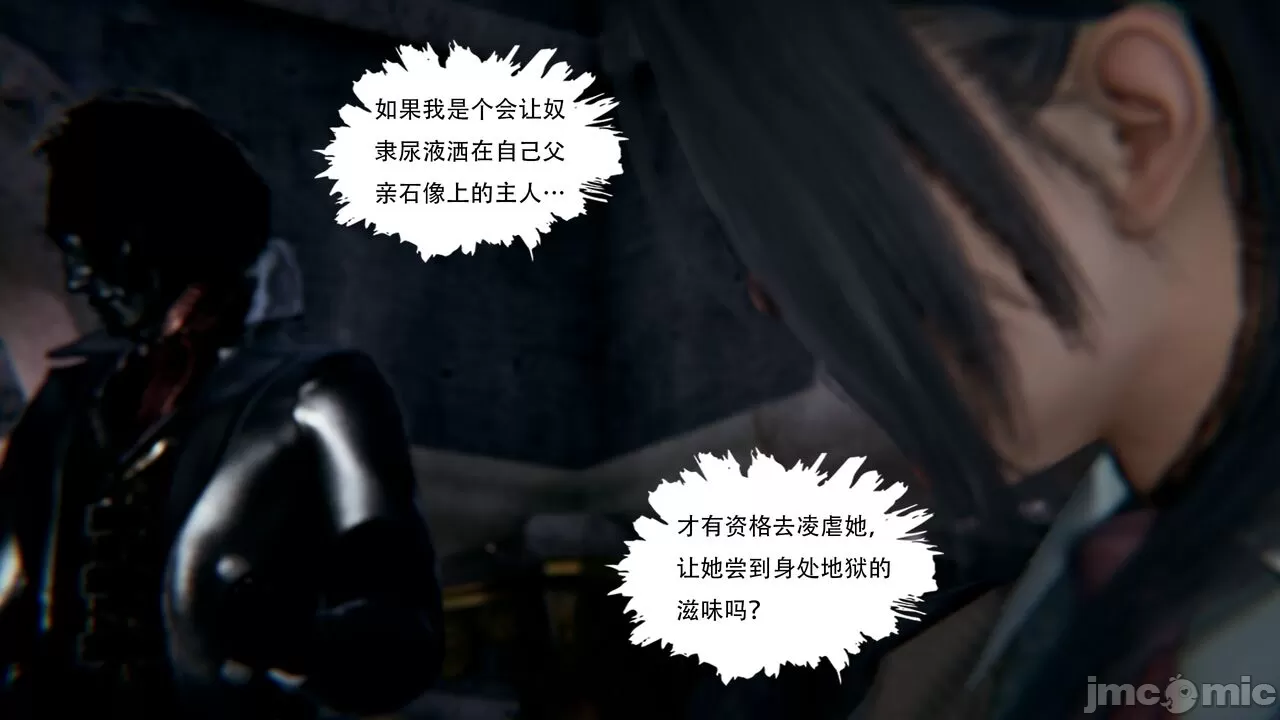 如果我是个会让奴
隶尿液洒在自己父
亲石像上的主人…
才有资格去凌虐她,
让她尝到身处地狱的
滋味吗?
jmcomic